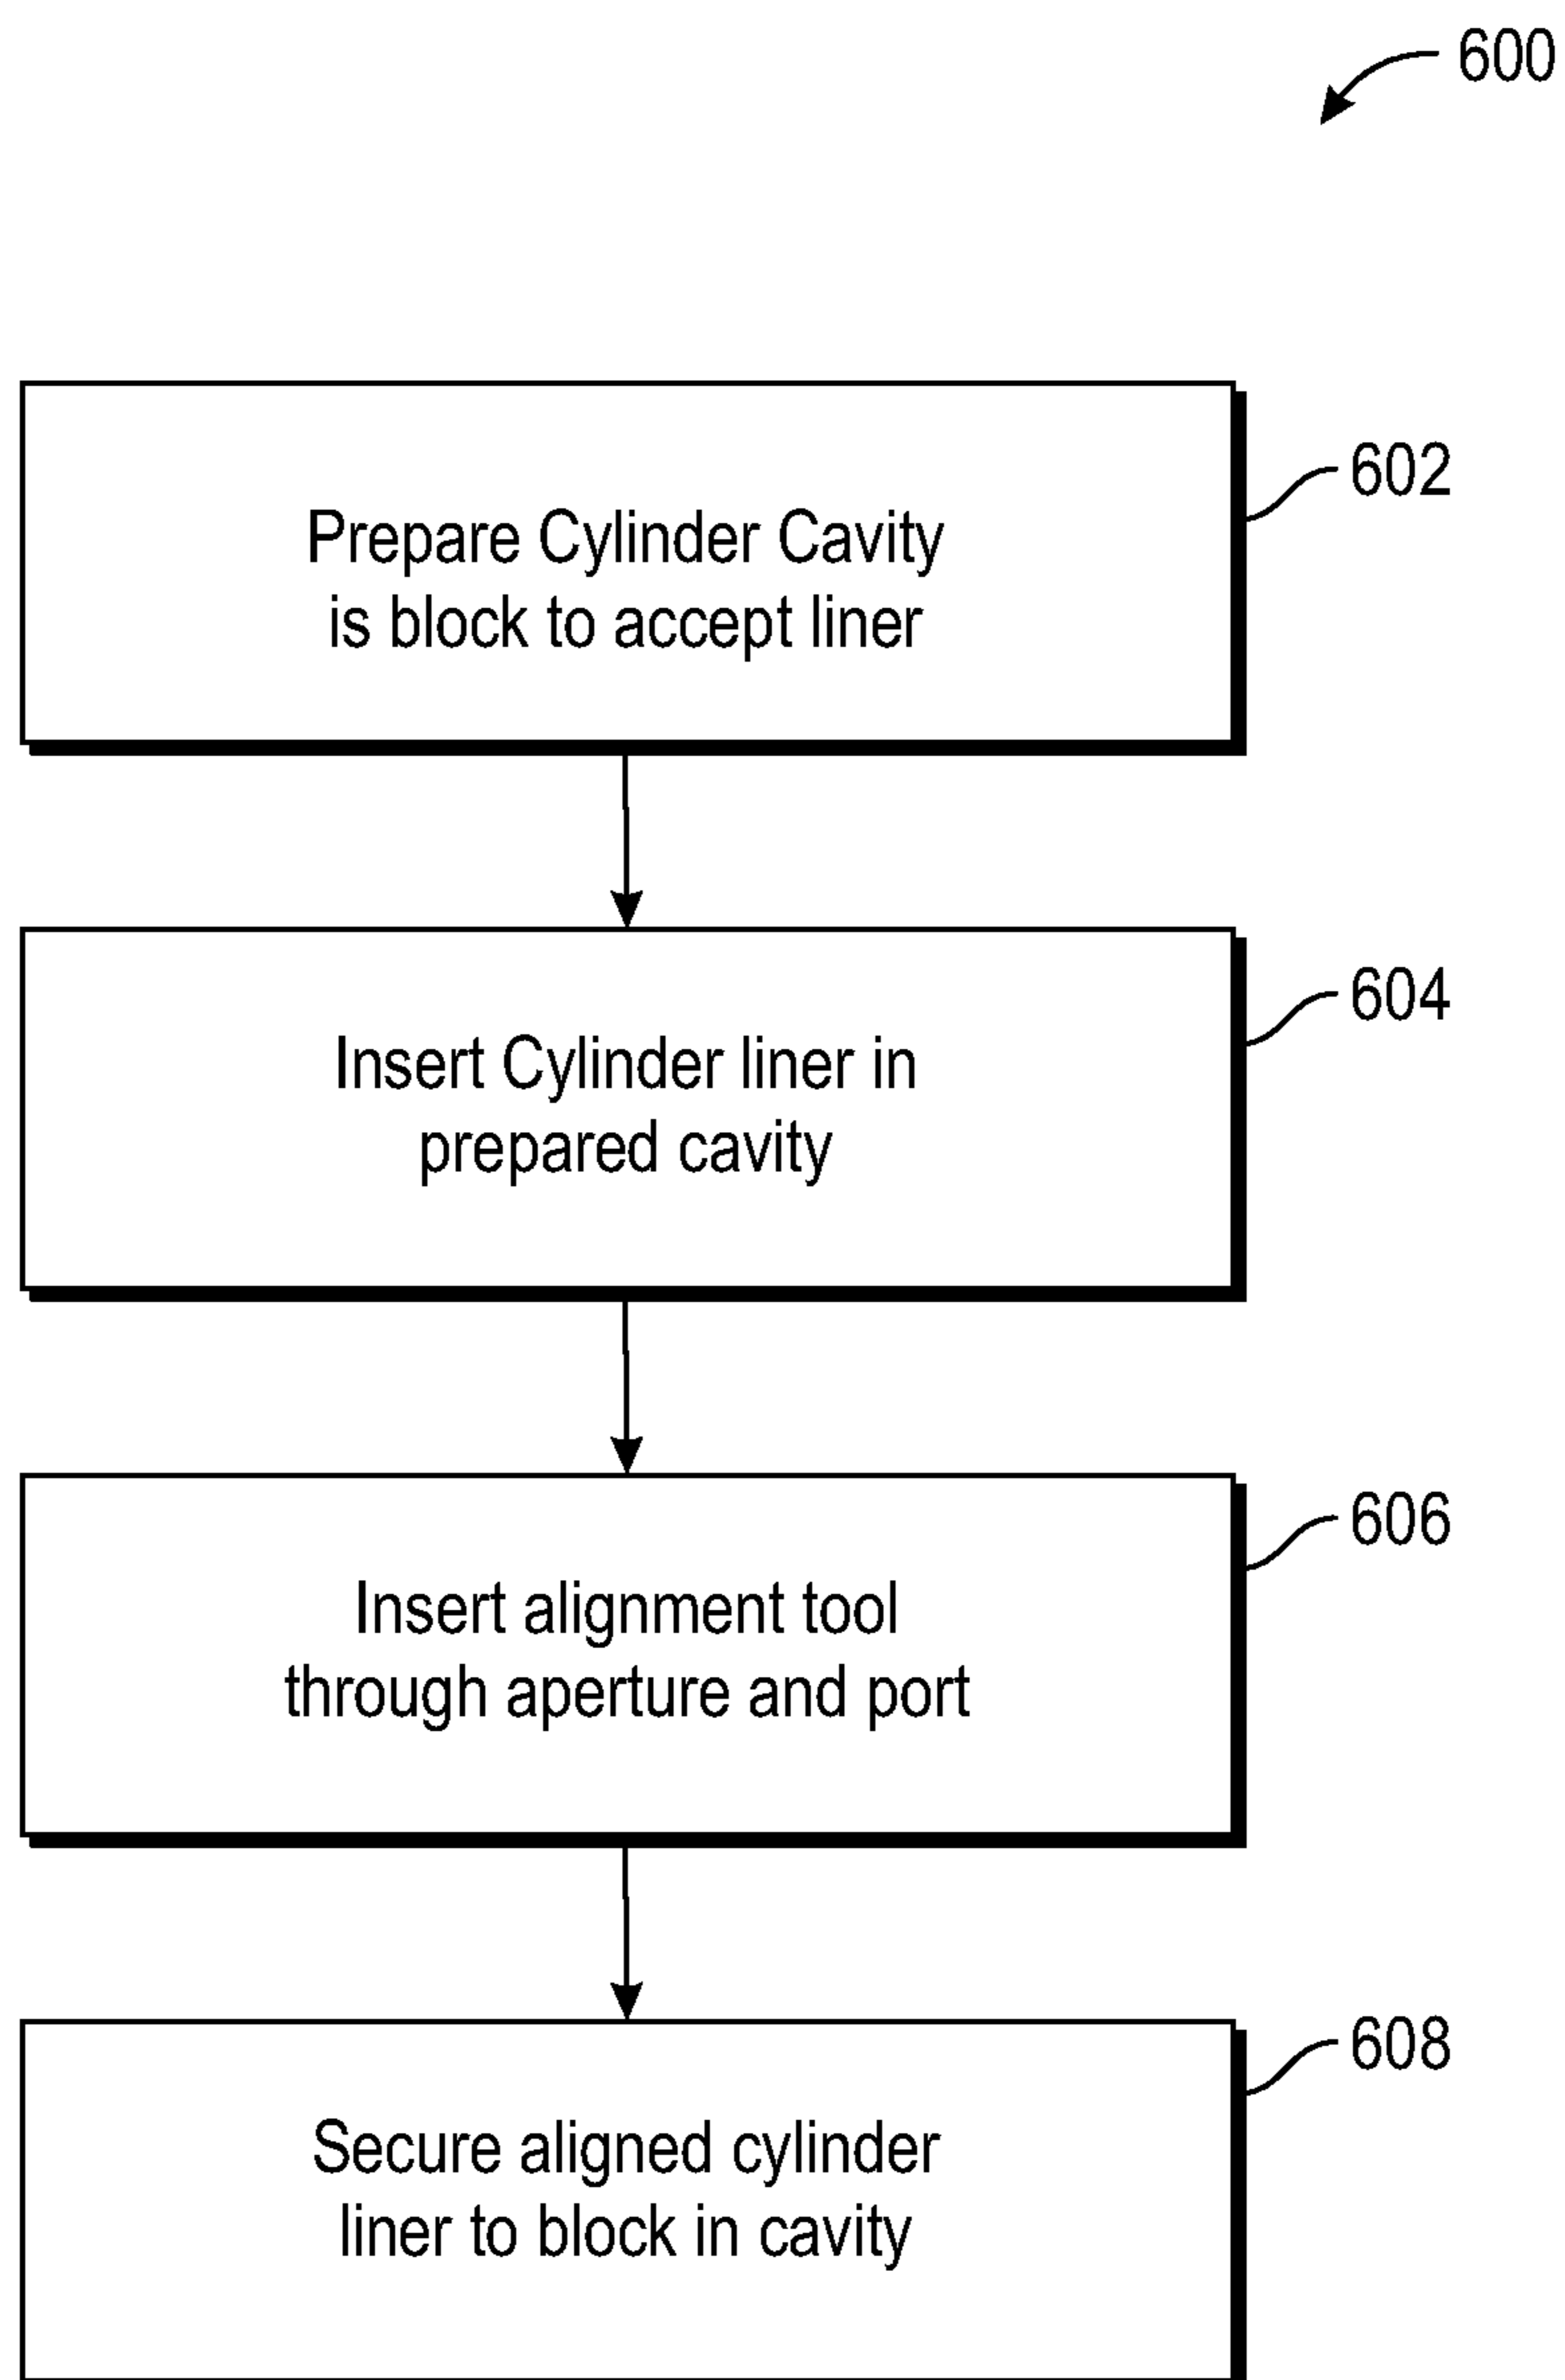 600
Prepare Cylinder Cavity
is block to accept liner
602
Insert Cylinder liner in
prepared cavity
604
Insert alignment tool
through aperture and port
606
Secure aligned cylinder
liner to block in cavity
608